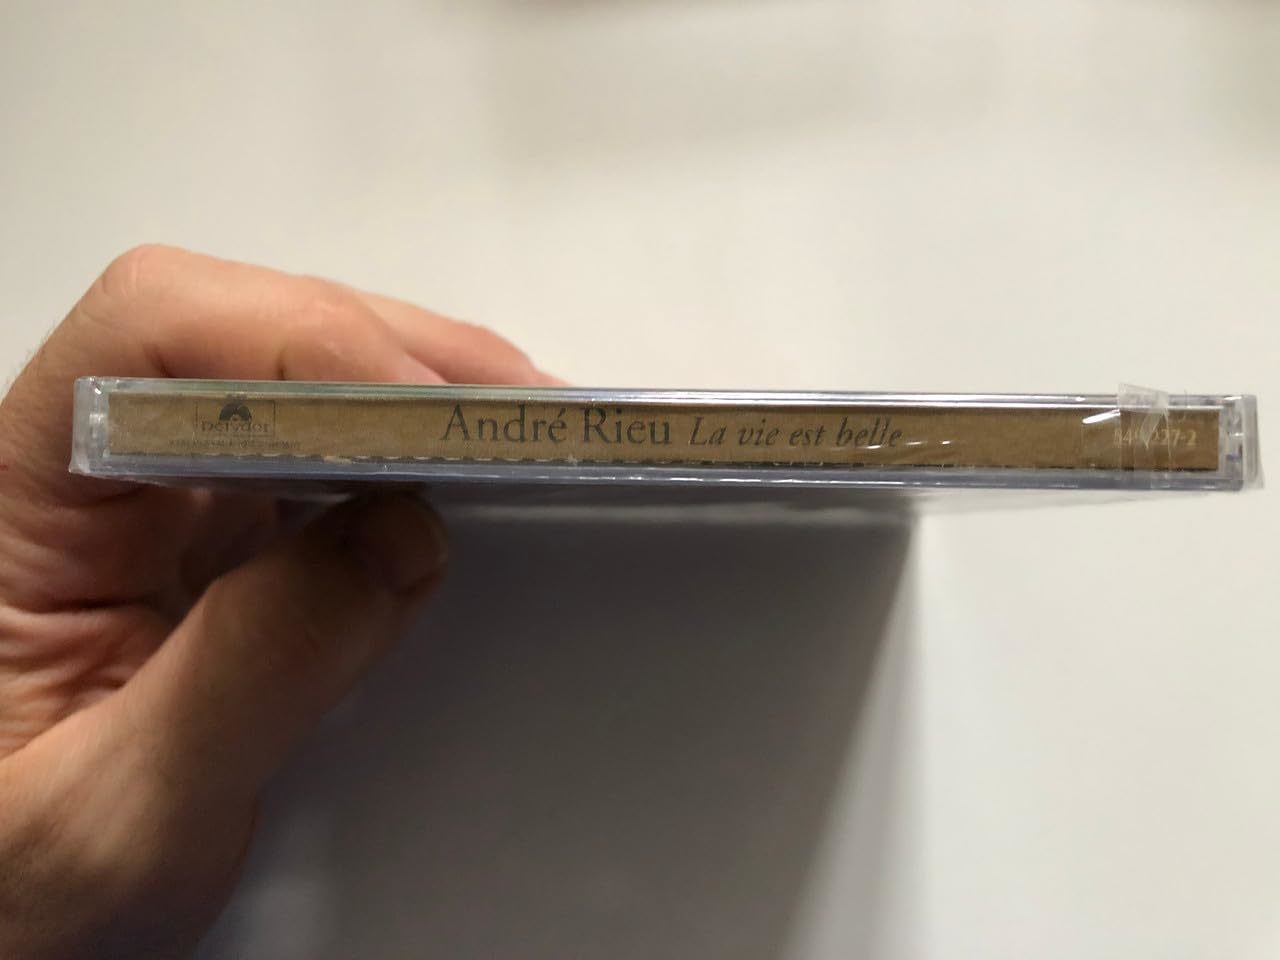 polydor
André Rieu La vie est belle